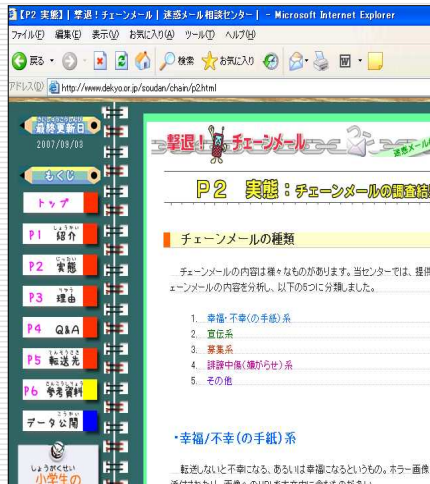 【P2 実態】| 撃退!チェーンメール | 迷惑メール相談センター | - Microsoft Internet Explorer
ファイル(F) 編集(E) 表示(V) お気に入り(A) ツール(T) ヘルプ(H)
戻る 検索 お気に入り
アドレス(D) http://www.dekyo.or.jp/soudan/chain/p2.html
最終更新日
2007/09/03
もくじ
トップ
P1 紹介
P2 実態
P3 理由
P4 Q&A
P5 転送先
P6 参考資料
データ公開
しょうがくせい
小学生の
撃退! チェーンメール
迷惑メール
P2 実態:チェーンメールの調査結
チェーンメールの種類
チェーンメールの内容は様々なものがあります。当センターでは、提供
ェーンメールの内容を分析し、以下の5つに分類しました。
1. 幸福・不幸(の手紙)系
2. 宣伝系
3. 募集系
4. 誹謗中傷(嫌がらせ)系
5. その他
・幸福/不幸(の手紙)系
転送しないと不幸になる、あるいは幸福になるというもの。ホラー画像